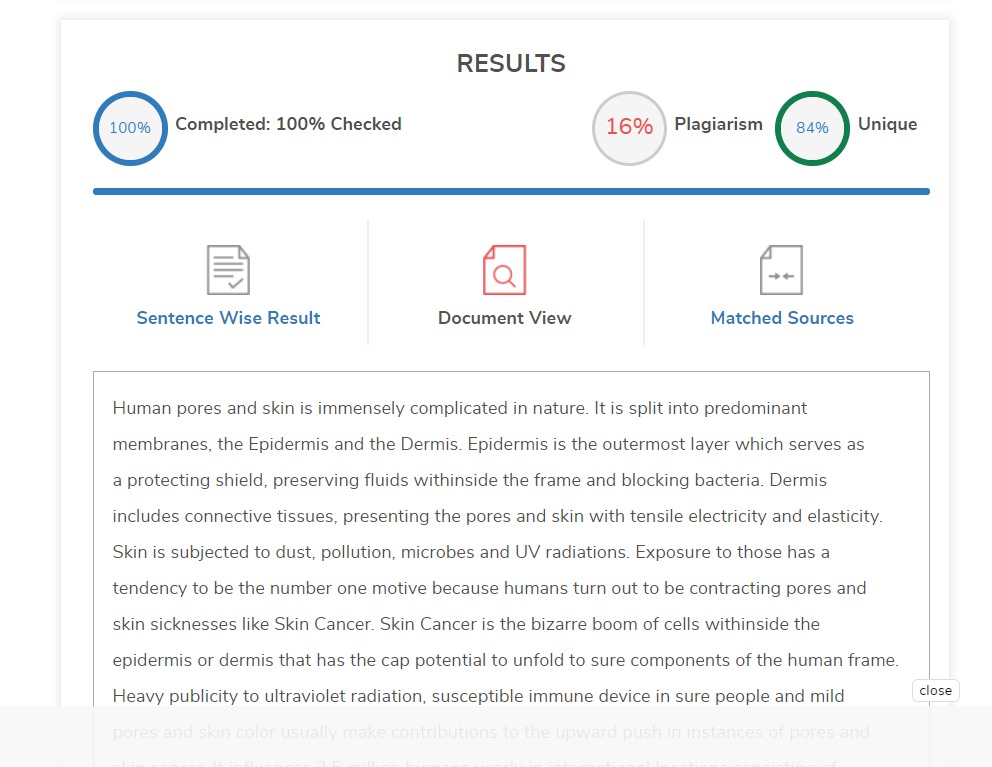 RESULTS
100% Completed: 100% Checked 16% Plagiarism 84% Unique
Sentence Wise Result Document View Matched Sources
Human pores and skin is immensely complicated in nature. It is split into predominant
membranes, the Epidermis and the Dermis. Epidermis is the outermost layer which serves as
a protecting shield, preserving fluids withinside the frame and blocking bacteria. Dermis
includes connective tissues, presenting the pores and skin with tensile electricity and elasticity.
Skin is subjected to dust, pollution, microbes and UV radiations. Exposure to those has a
tendency to be the number one motive because humans turn out to be contracting pores and
skin sicknesses like Skin Cancer. Skin Cancer is the bizarre boom of cells withinside the
epidermis or dermis that has the cap potential to unfold to sure components of the human frame.
close
Heavy publicity to ultraviolet radiation, susceptible immune device in sure people and mild
pores and skin color usually make contributions to the upward push in instances of pores and
skin cancer. It influences 3.5 million humans yearly in international locations consisting of